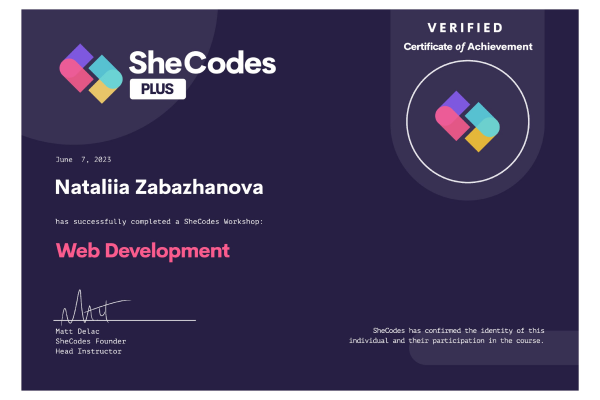 SheCodes
PLUS
VERIFIED
Certificate of Achievement
June 7, 2023
Nataliia Zabazhanova
has successfully completed a SheCodes Workshop:
Web Development
Matt
Matt Delac
SheCodes Founder
Head Instructor
SheCodes has confirmed the identity of this
individual and their participation in the course.